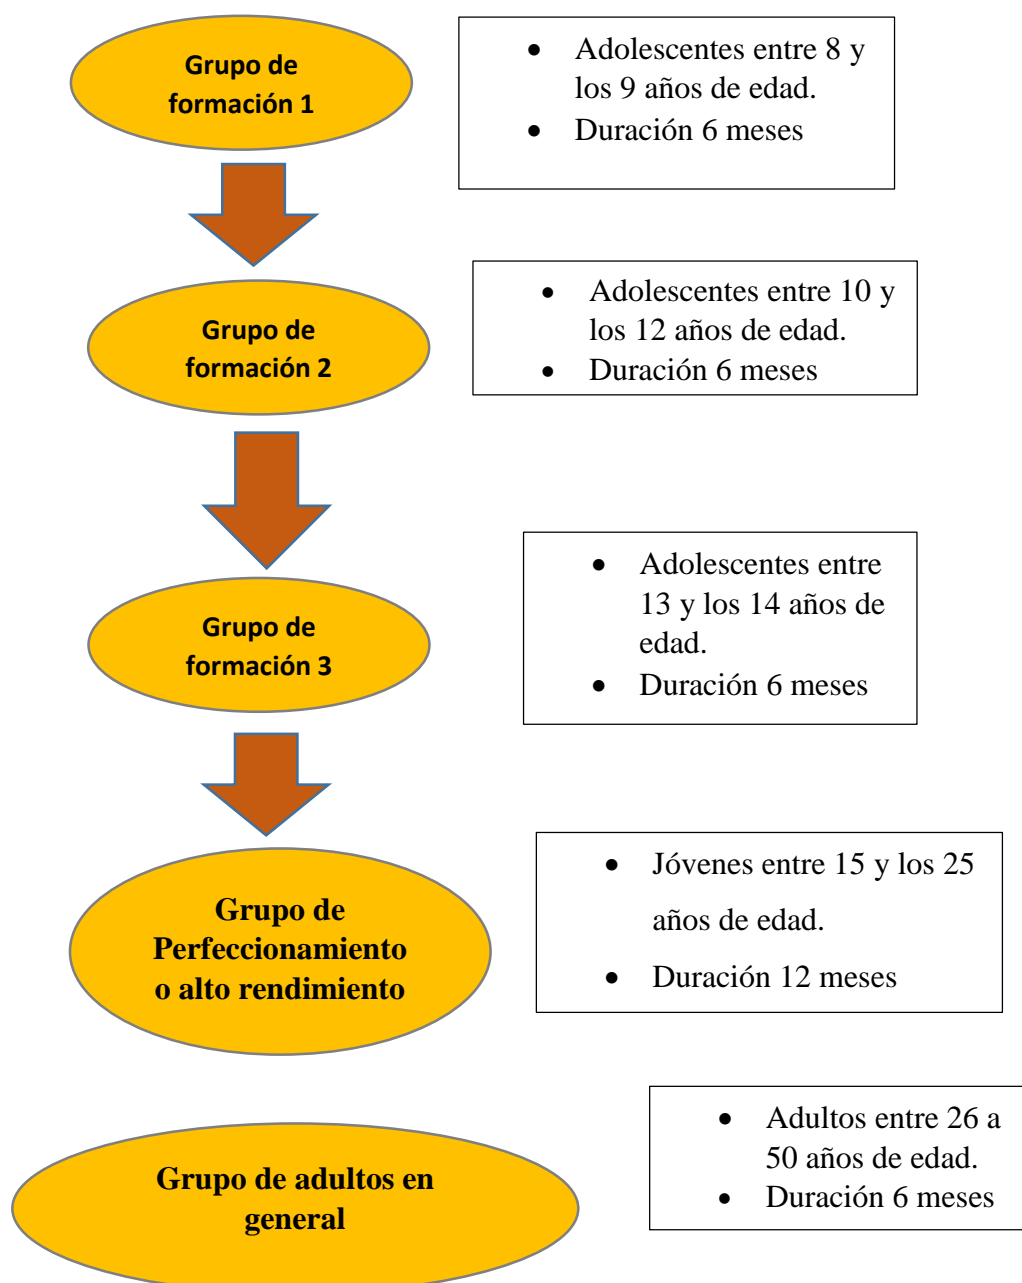 Grupo de
formación 1
• Adolescentes entre 8 y
los 9 años de edad.
• Duración 6 meses
Grupo de
formación 2
• Adolescentes entre 10 y
los 12 años de edad.
• Duración 6 meses
Grupo de
formación 3
• Adolescentes entre
13 y los 14 años de
edad.
• Duración 6 meses
Grupo de
Perfeccionamiento
o alto rendimiento
• Jóvenes entre 15 y los 25
años de edad.
• Duración 12 meses
Grupo de adultos en
general
• Adultos entre 26 a
50 años de edad.
• Duración 6 meses